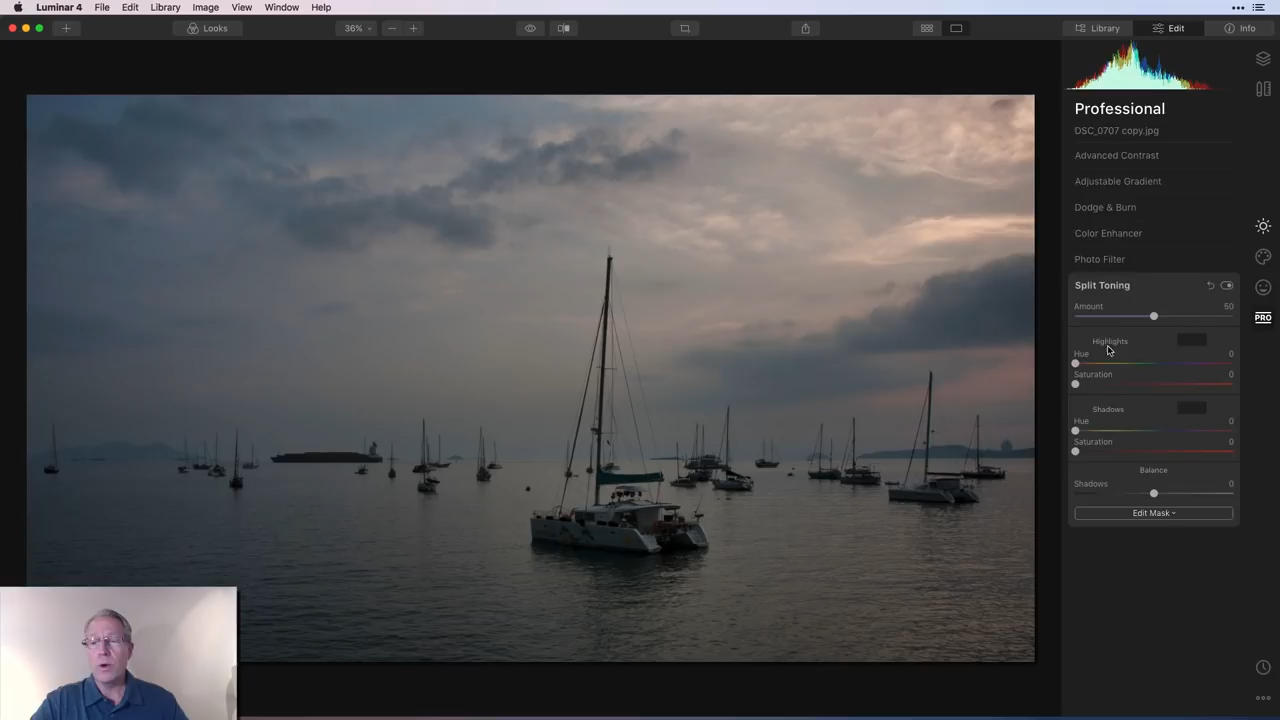 Luminar 4 File Edit Library Image View Window Help
Looks 36% Library Edit Info
Professional
DSC_0707 copy.jpg
Advanced Contrast
Adjustable Gradient
Dodge & Burn
Color Enhancer
Photo Filter
Split Toning
Amount 50
PRO
Highlights
Hue 0
Saturation 0
Shadows
Hue 0
Saturation 0
Balance
Shadows 0
Edit Mask